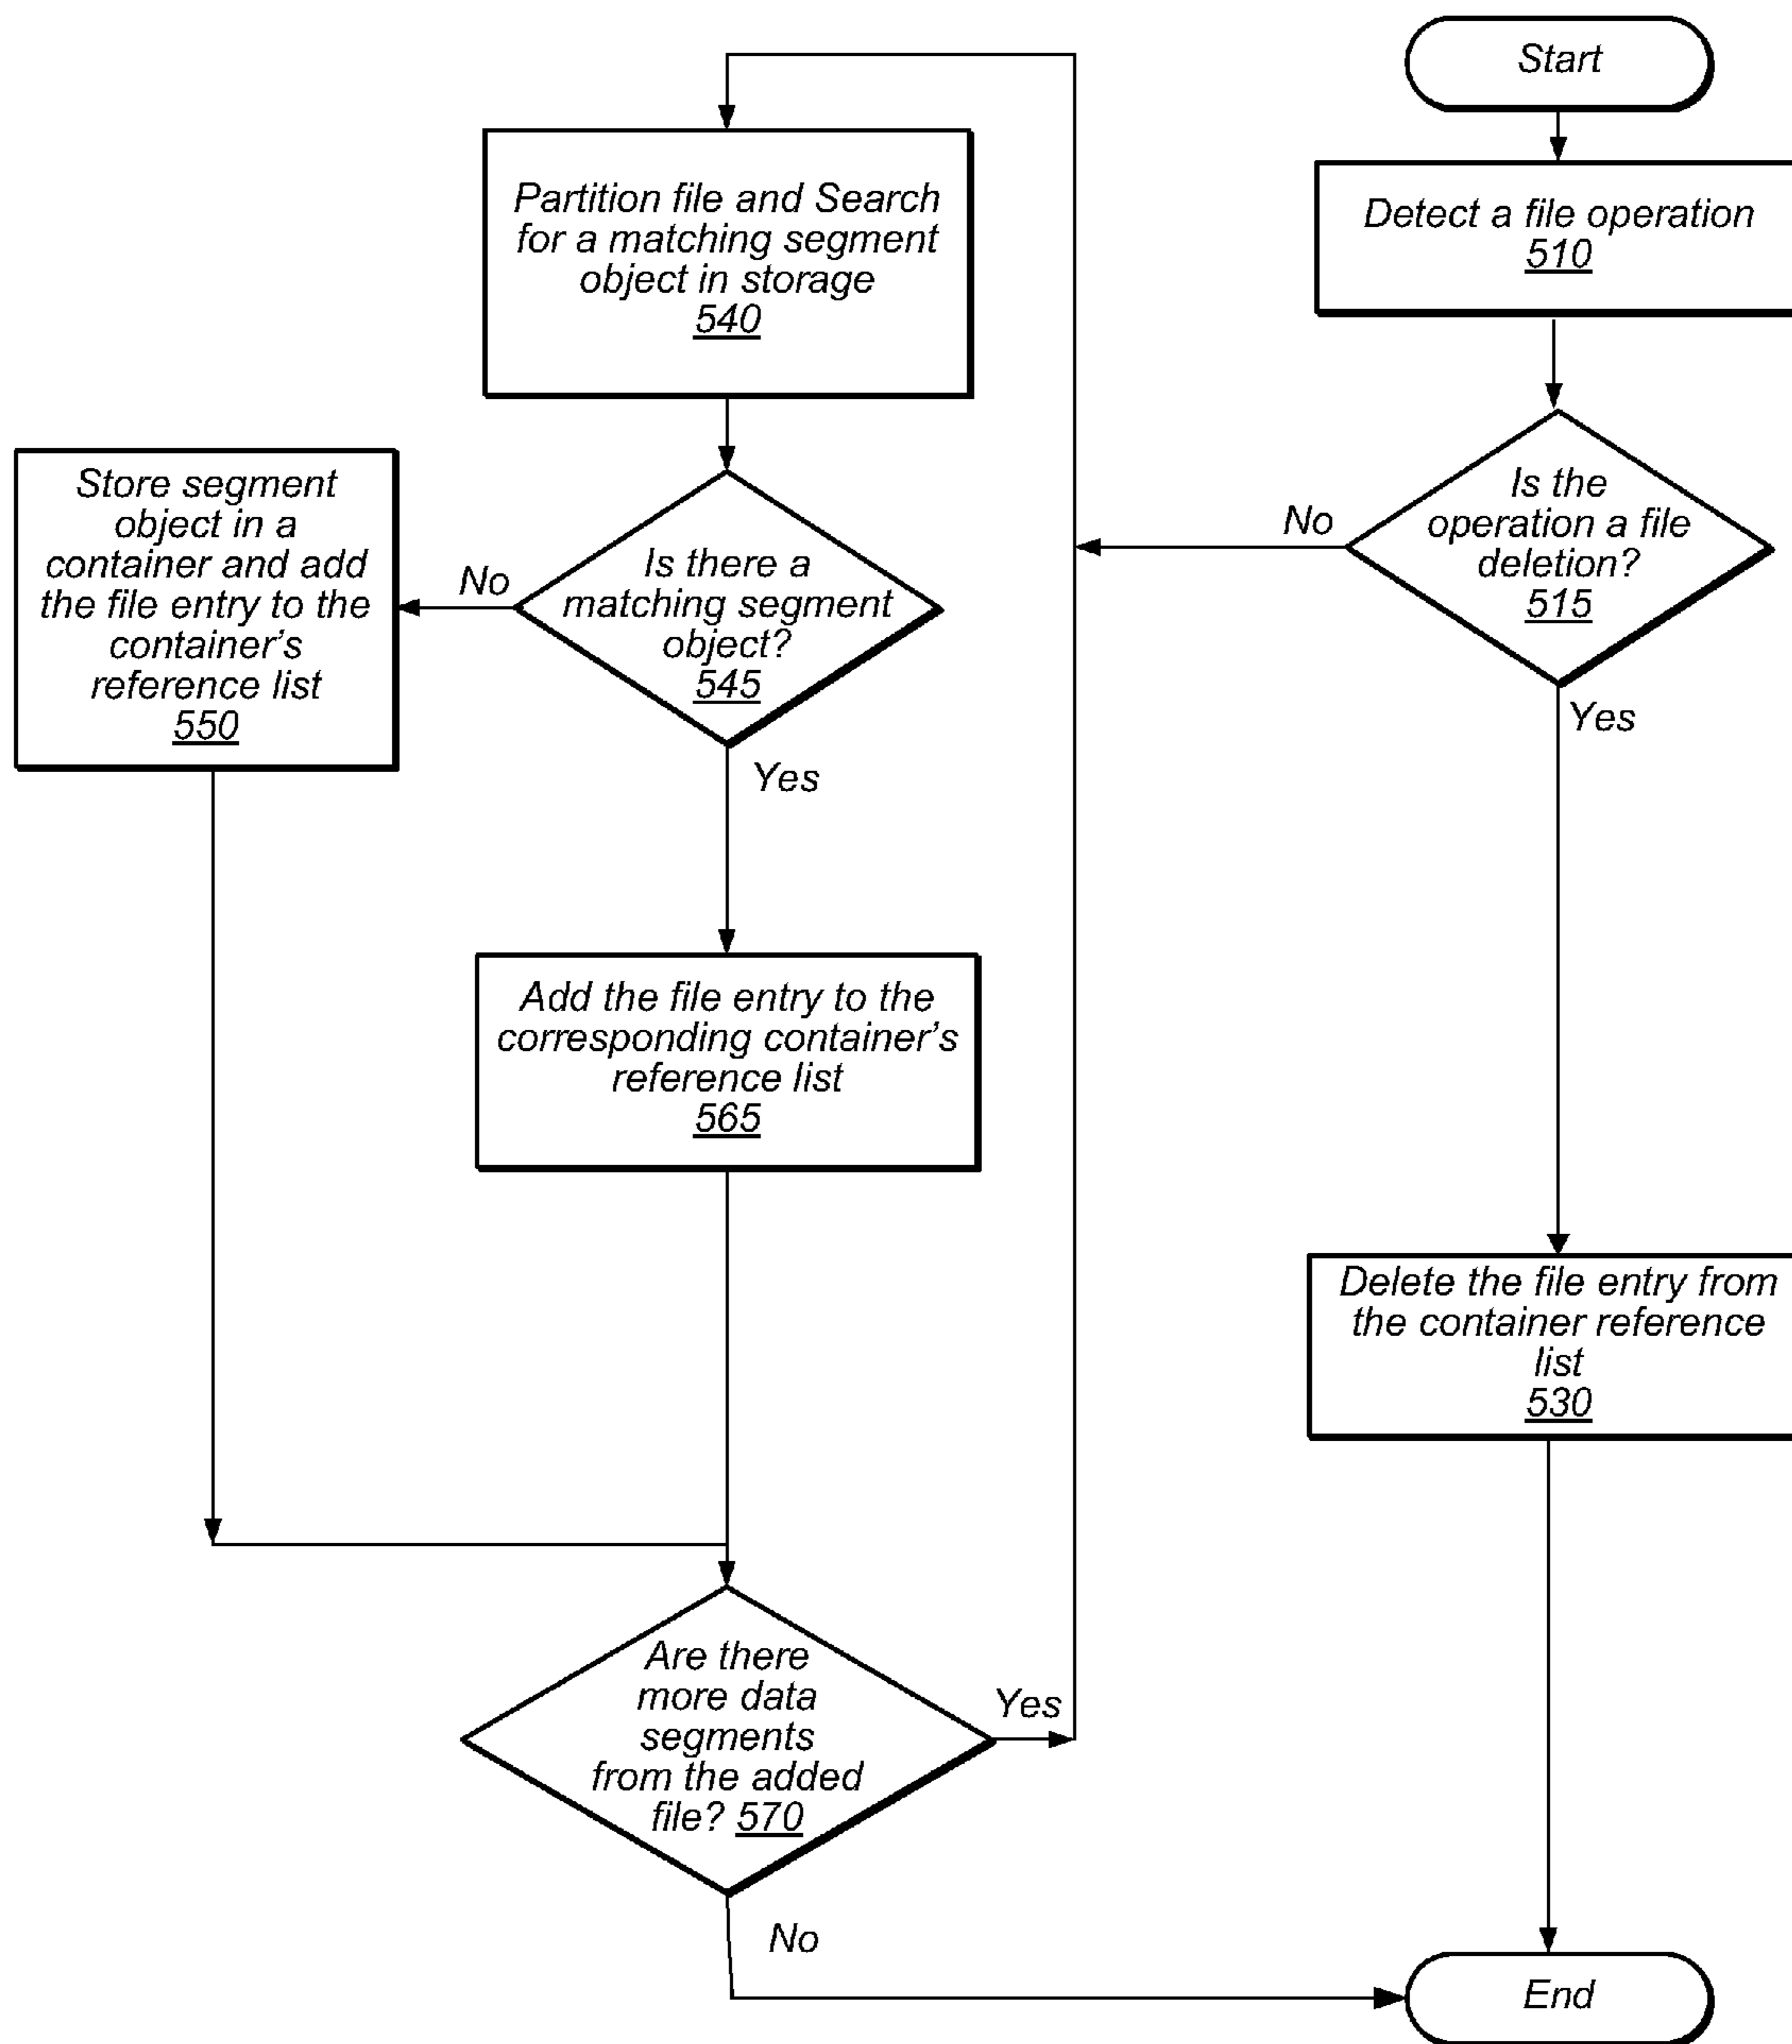 Start
Detect a file operation
510
Is the
operation a file
deletion?
515
No
Yes
Delete the file entry from
the container reference
list
530
Partition file and Search
for a matching segment
object in storage
540
Is there a
matching segment
object?
545
No
Yes
Store segment
object in a
container and add
the file entry to the
container's
reference list
550
Add the file entry to the
corresponding container's
reference list
565
Are there
more data
segments
from the added
file? 570
Yes
No
End